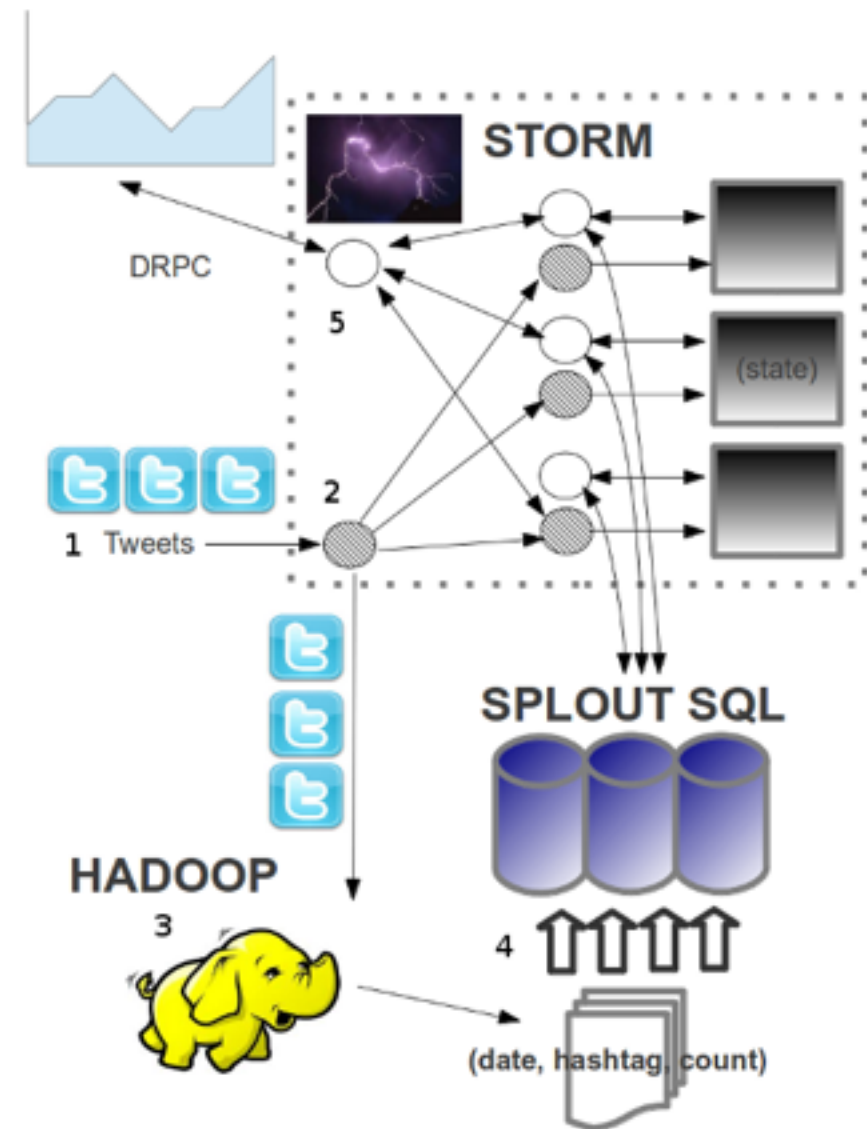 STORM
DRPC
5
(state)
2
1 Tweets
SPLOUT SQL
HADOOP
3
4
(date, hashtag, count)